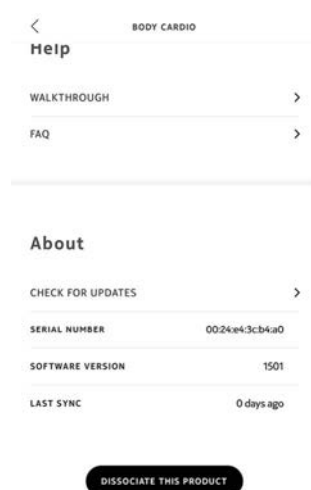 BODY CARDIO
Help
WALKTHROUGH
FAQ
About
CHECK FOR UPDATES
SERIAL NUMBER 00:24:e4:3c:b4:a0
SOFTWARE VERSION 1501
LAST SYNC 0 days ago
DISSOCIATE THIS PRODUCT